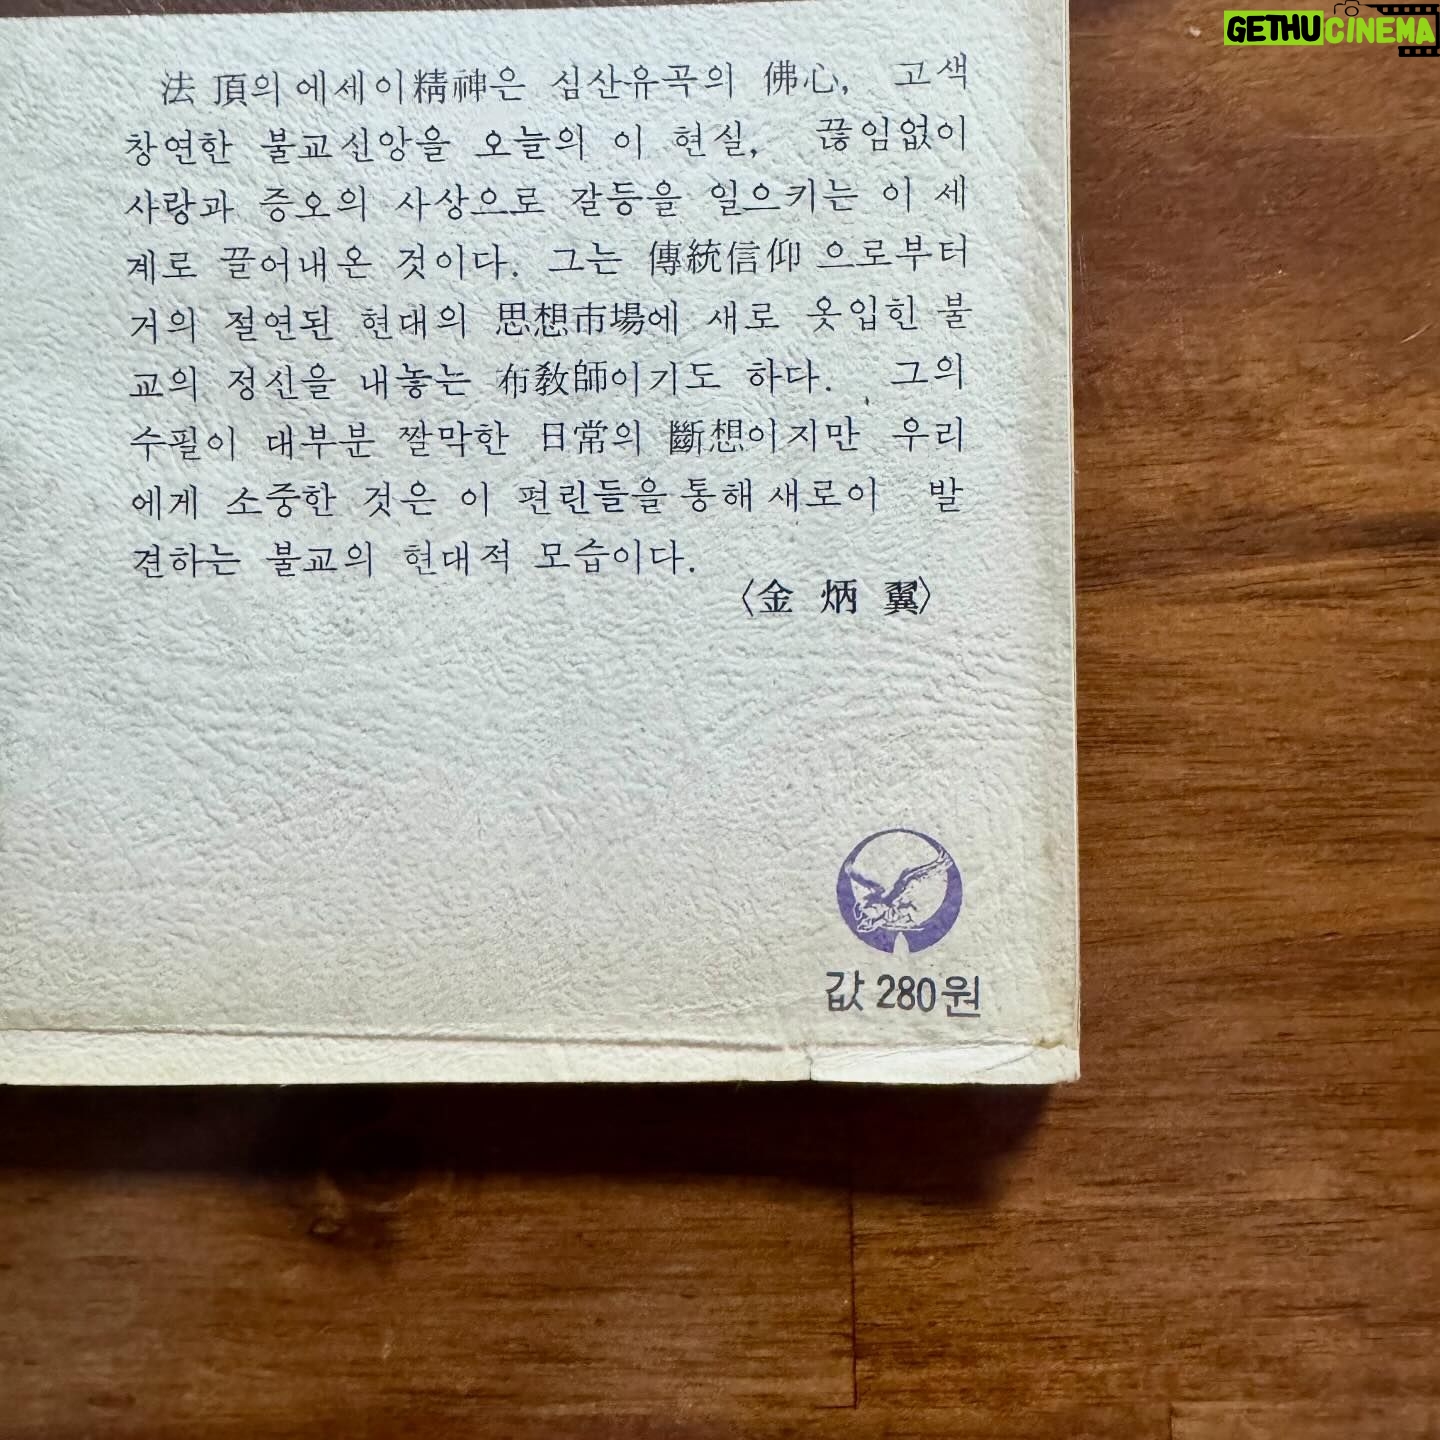 GETHUCINEMA
法頂의 에세이精神은 심산유곡의 佛心, 고색
창연한 불교신앙을 오늘의 이 현실, 끊임없이
사랑과 증오의 사상으로 갈등을 일으키는 이 세
계로 끌어내온 것이다. 그는 傳統信仰으로부터
거의 절연된 현대의 思想市場에 새로 옷입힌 불
교의 정신을 내놓는 布敎師이기도 하다. 그의
수필이 대부분 짤막한 日常의 斷想이지만 우리
에게 소중한 것은 이 편린들을 통해 새로이 발
견하는 불교의 현대적 모습이다.
〈金炳翼〉
값 280원